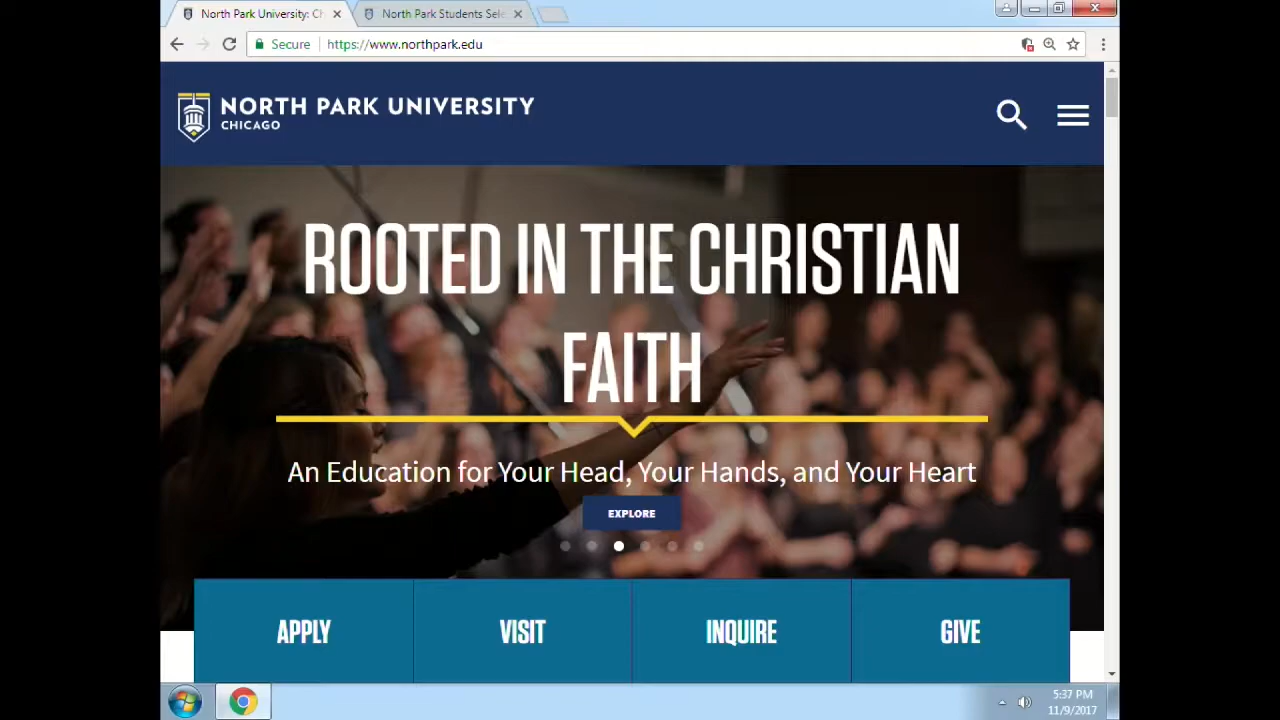 North Park University: Ch
North Park Students Sele
Secure
https://www.northpark.edu
NORTH PARK UNIVERSITY
CHICAGO
ROOTED IN THE CHRISTIAN
FAITH
An Education for Your Head, Your Hands, and Your Heart
EXPLORE
APPLY
VISIT
INQUIRE
GIVE
5:37 PM
11/9/2017